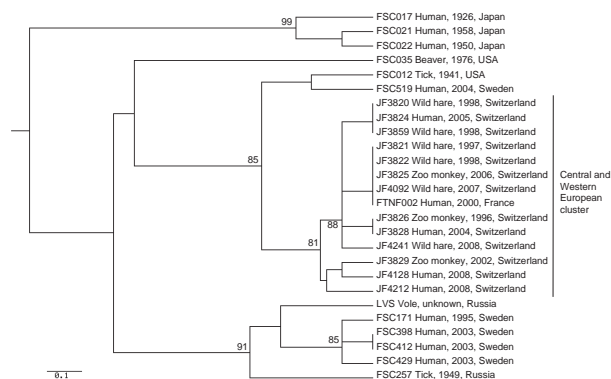 99
FSC017 Human, 1926, Japan
FSC021 Human, 1958, Japan
FSC022 Human, 1950, Japan
FSC035 Beaver, 1976, USA
FSC012 Tick, 1941, USA
FSC519 Human, 2004, Sweden
JF3820 Wild hare, 1998, Switzerland
JF3824 Human, 2005, Switzerland
JF3859 Wild hare, 1998, Switzerland
JF3821 Wild hare, 1997, Switzerland
85
JF3822 Wild hare, 1998, Switzerland
JF3825 Zoo monkey, 2006, Switzerland
JF4092 Wild hare, 2007, Switzerland
FTNF002 Human, 2000, France
88
JF3826 Zoo monkey, 1996, Switzerland
JF3828 Human, 2004, Switzerland
81
JF4241 Wild hare, 2008, Switzerland
JF3829 Zoo monkey, 2002, Switzerland
JF4128 Human, 2008, Switzerland
JF4212 Human, 2008, Switzerland
Central and
Western
European
cluster
LVS Vole, unknown, Russia
FSC171 Human, 1995, Sweden
FSC398 Human, 2003, Sweden
85
91
FSC412 Human, 2003, Sweden
FSC429 Human, 2003, Sweden
FSC257 Tick, 1949, Russia
0.1